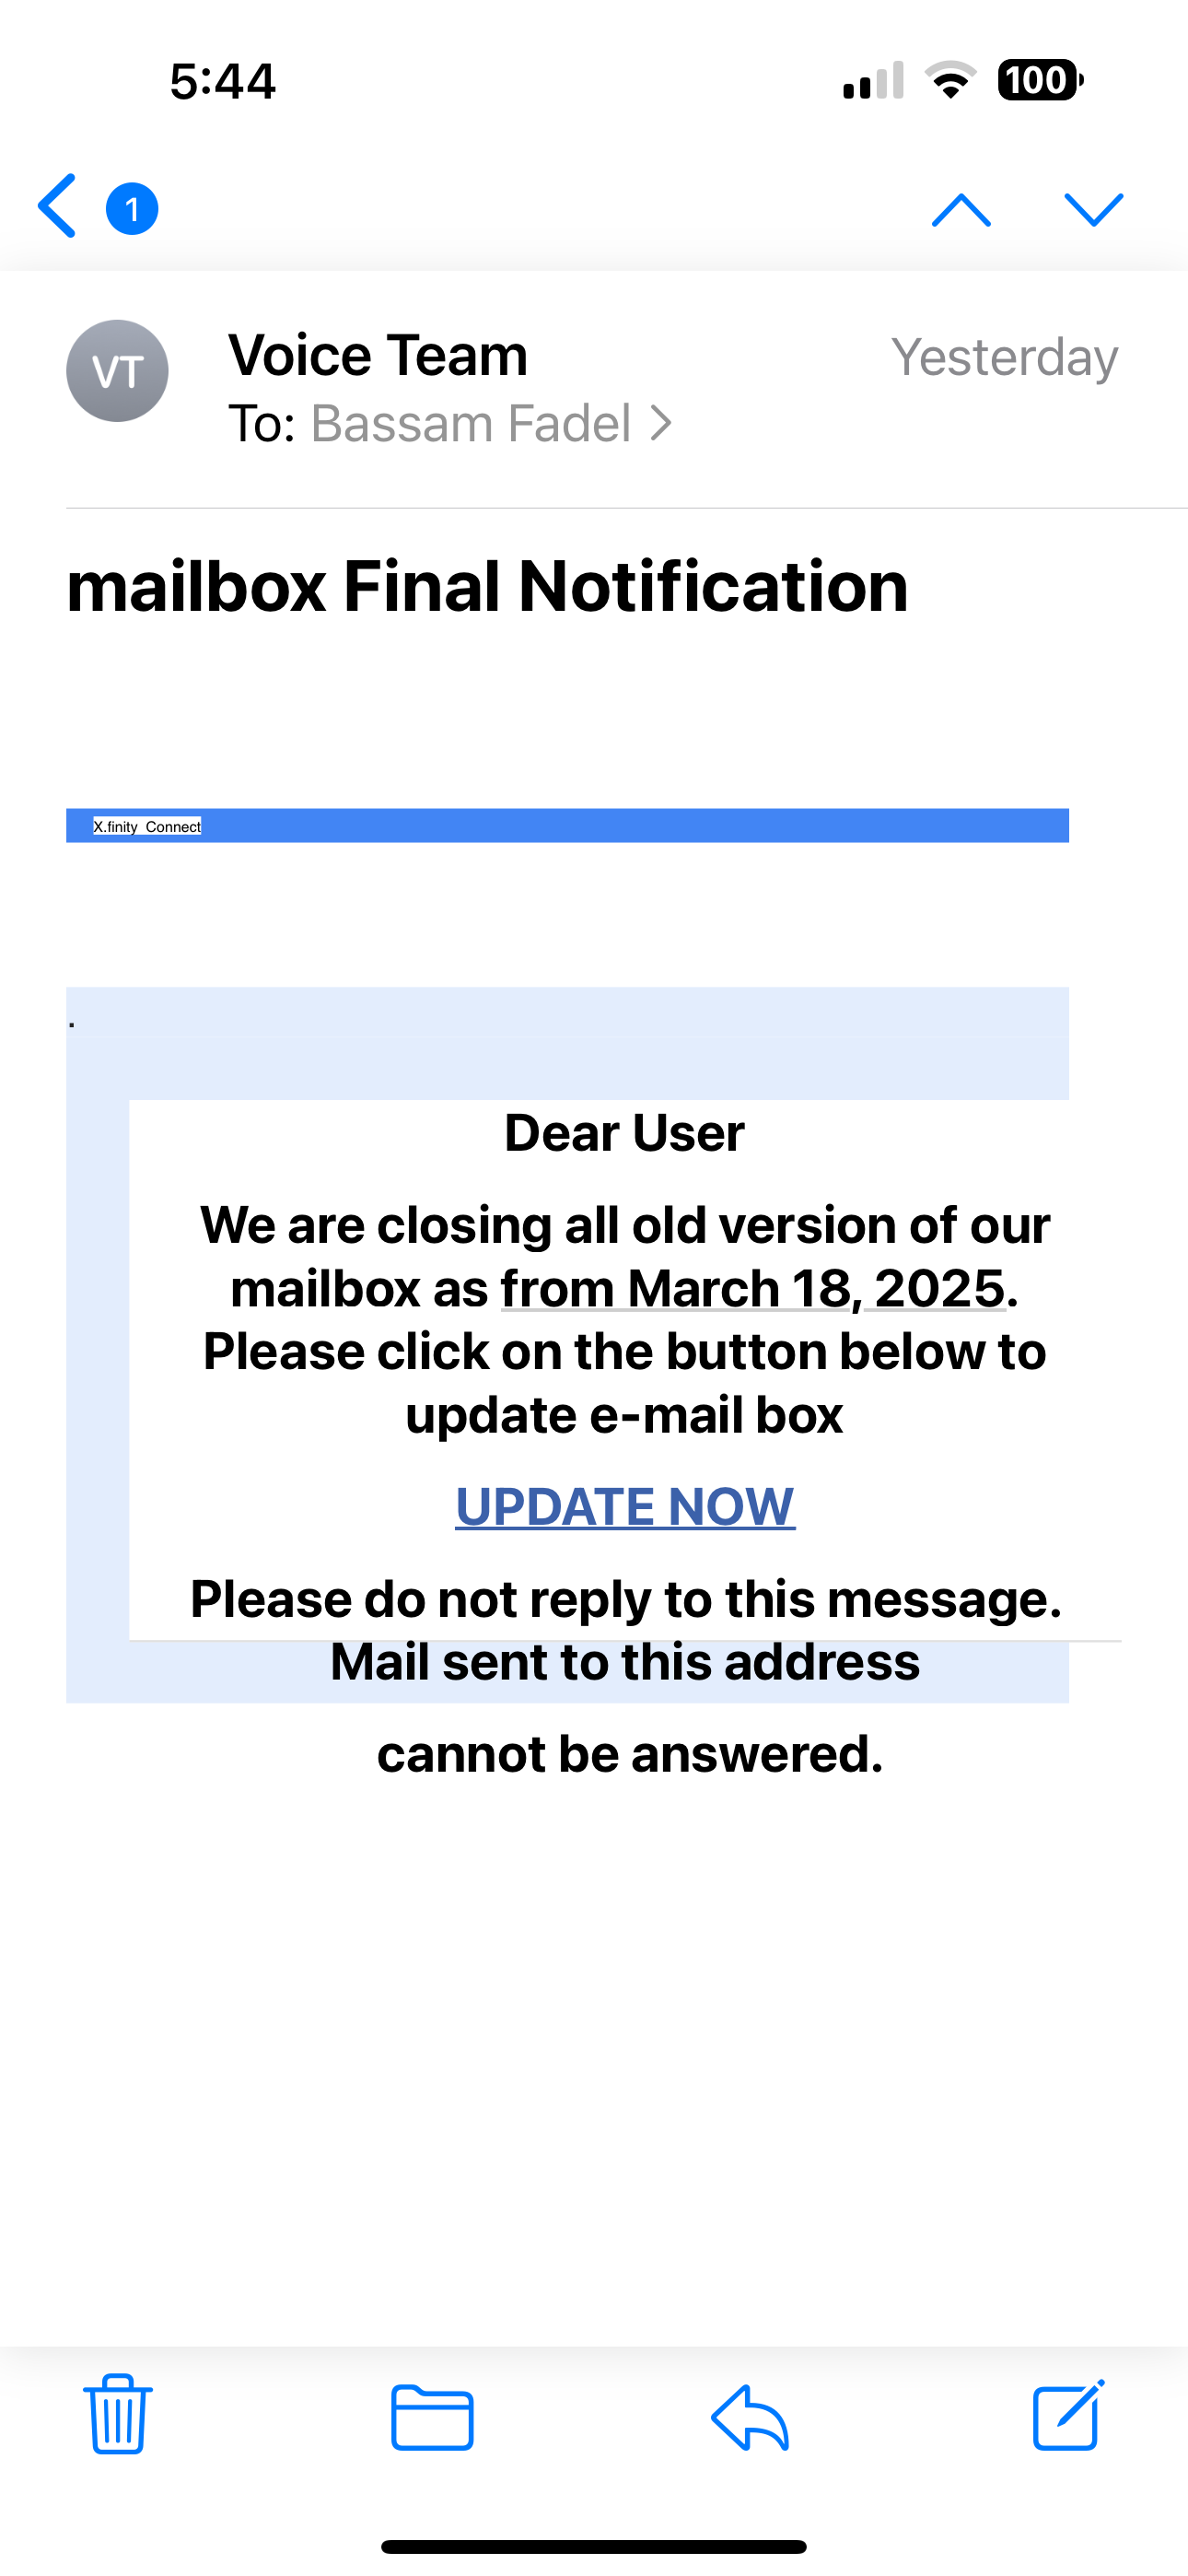 5:44
100
1
VT
Voice Team
Yesterday
To: Bassam Fadel
mailbox Final Notification
X.finity Connect
.
Dear User
We are closing all old version of our
mailbox as from March 18, 2025.
Please click on the button below to
update e-mail box
UPDATE NOW
Please do not reply to this message.
Mail sent to this address
cannot be answered.